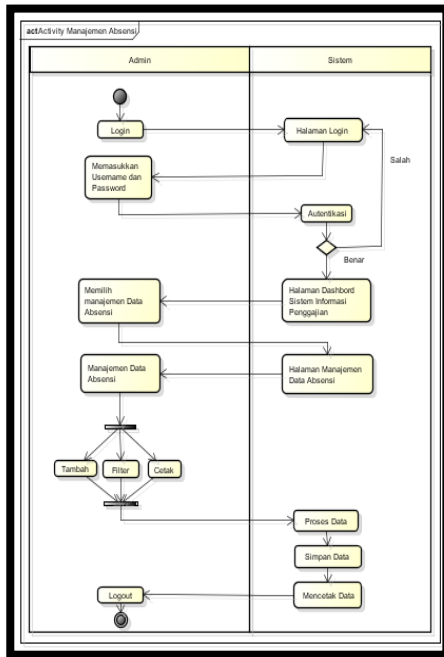 actActivity Manajemen Absensi
Admin
Sistem
Login
Halaman Login
Memasukkan
Username dan
Password
Salah
Autentikasi
Benar
Memilih
manajemen Data
Absensi
Halaman Dashbord
Sistem Informasi
Penggajian
Manajemen Data
Absensi
Halaman Manajemen
Data Absensi
Tambah
Filter
Cetak
Proses Data
Simpan Data
Logout
Mencetak Data